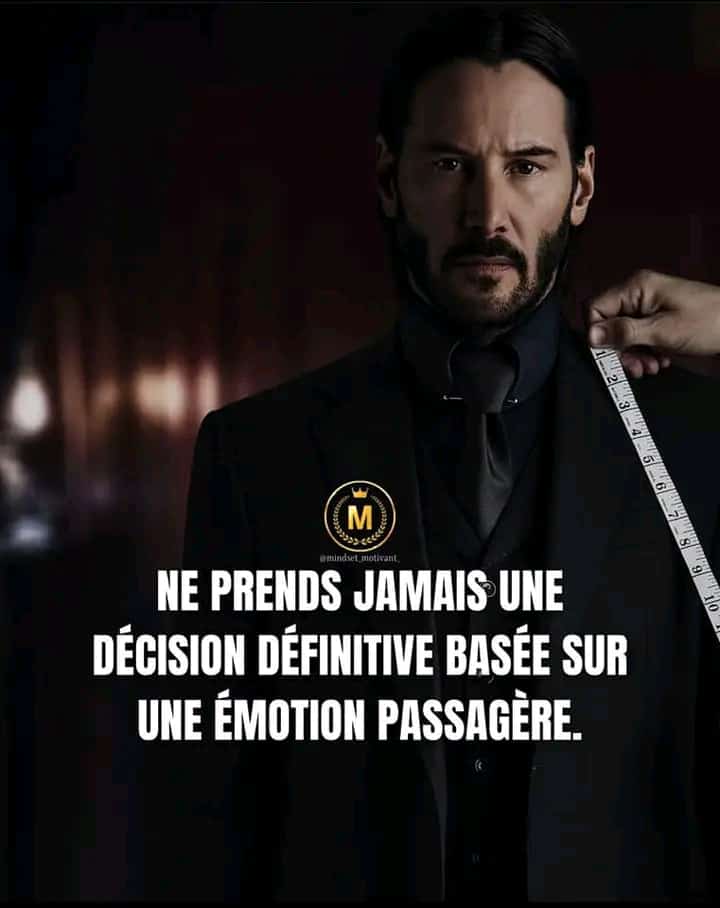 1
2
3
4
5
6
7
8
9
10
M
@mindset_motivant_
NE PRENDS JAMAIS UNE
DÉCISION DÉFINITIVE BASÉE SUR
UNE ÉMOTION PASSAGÈRE.